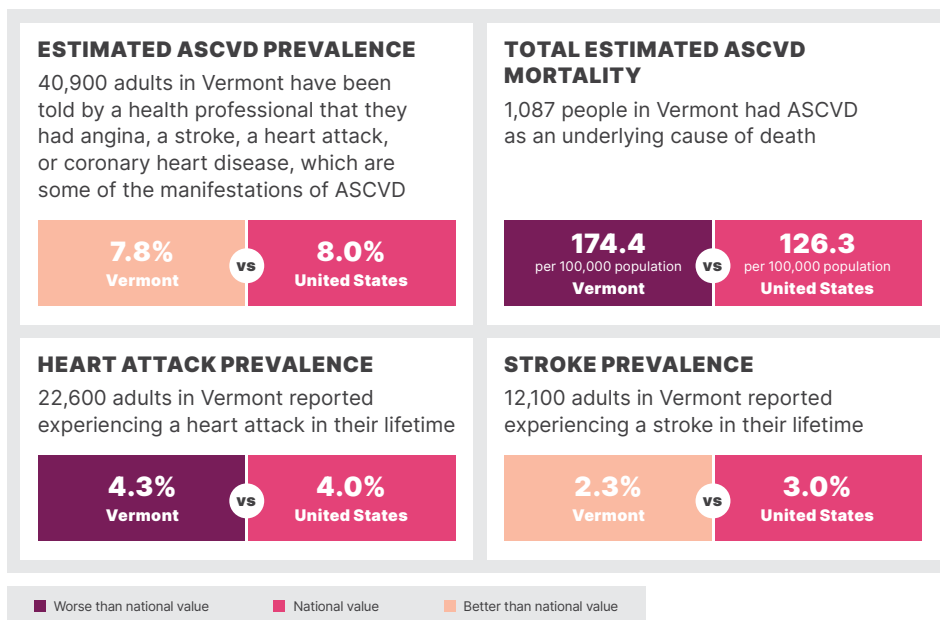 ESTIMATED ASCVD PREVALENCE
40,900 adults in Vermont have been
told by a health professional that they
had angina, a stroke, a heart attack,
or coronary heart disease, which are
some of the manifestations of ASCVD
7.8%
Vermont
vs
8.0%
United States
TOTAL ESTIMATED ASCVD
MORTALITY
1,087 people in Vermont had ASCVD
as an underlying cause of death
174.4
per 100,000 population
Vermont
vs
126.3
per 100,000 population
United States
HEART ATTACK PREVALENCE
22,600 adults in Vermont reported
experiencing a heart attack in their lifetime
4.3%
Vermont
vs
4.0%
United States
STROKE PREVALENCE
12,100 adults in Vermont reported
experiencing a stroke in their lifetime
2.3%
Vermont
vs
3.0%
United States
Worse than national value
National value
Better than national value